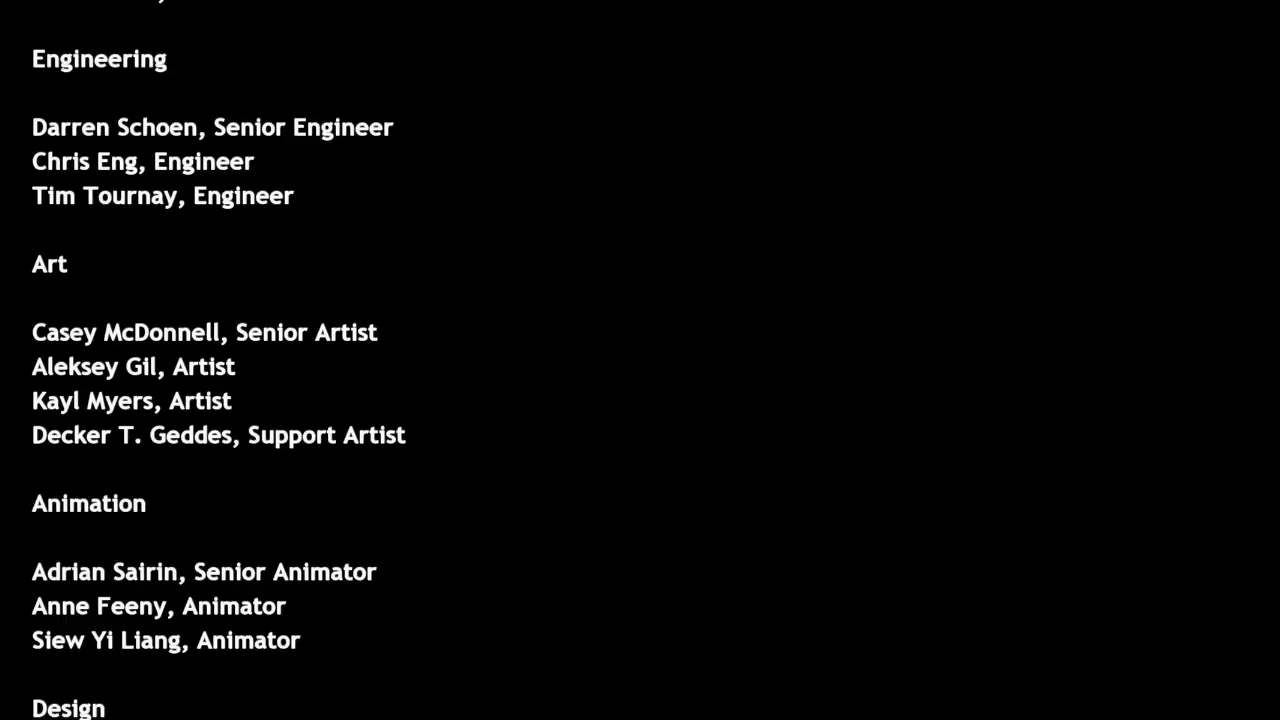 Engineering
Darren Schoen, Senior Engineer
Chris Eng, Engineer
Tim Tournay, Engineer
Art
Casey McDonnell, Senior Artist
Aleksey Gil, Artist
Kayl Myers, Artist
Decker T. Geddes, Support Artist
Animation
Adrian Sairin, Senior Animator
Anne Feeny, Animator
Siew Yi Liang, Animator
Design